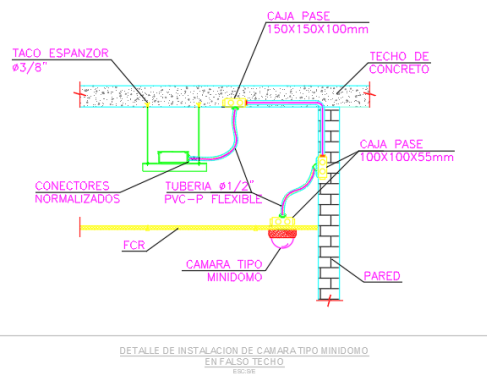 CAJA PASE
150X150X100mm
TACO ESPANZOR
ø3/8"
TECHO DE
CONCRETO
CAJA PASE
100X100X55mm
CONECTORES
NORMALIZADOS
TUBERIA ø1/2"
PVC-P FLEXIBLE
FCR
CAMARA TIPO
MINIDOMO
PARED
DETALLE DE INSTALACION DE CAMARA TIPO MINIDOMO
EN FALSO TECHO